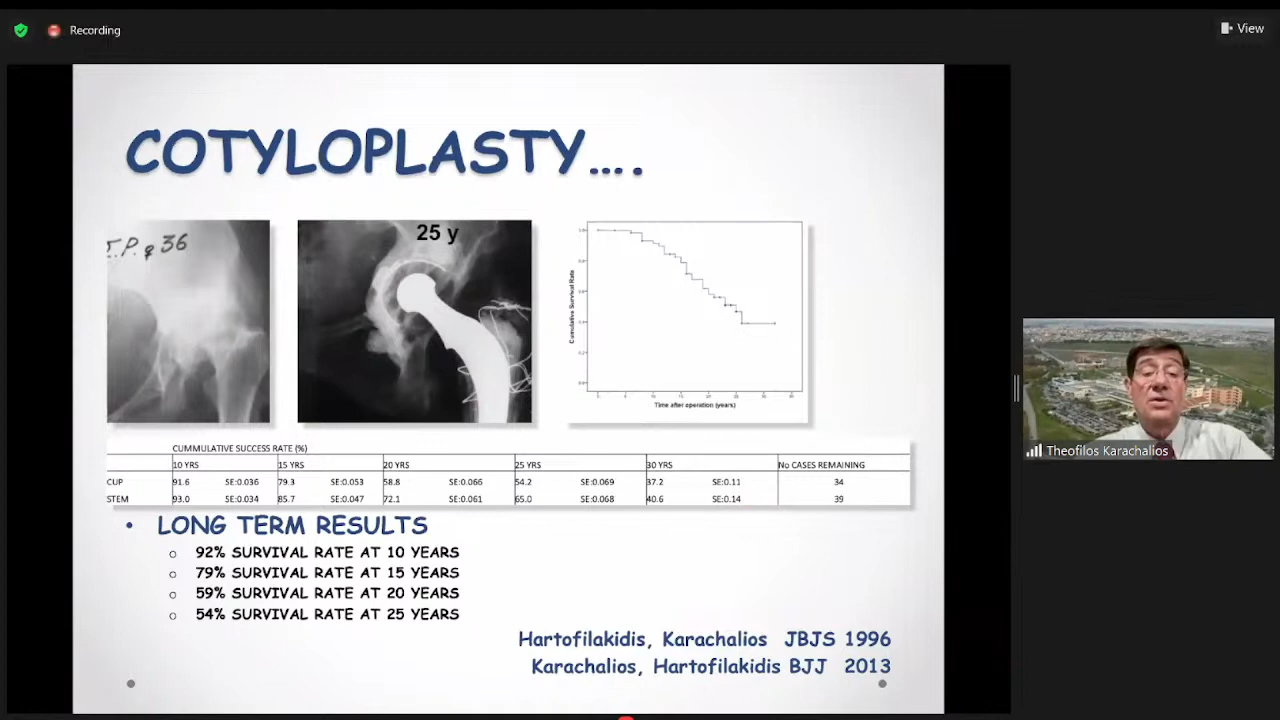 Recording
View
COTYLOPLASTY....
36
25 y
Cumulative Survival Rate
Time after operation (years)
CUMMULATIVE SUCCESS RATE (%)
10 YRS 15 YRS 20 YRS 25 YRS 30 YRS No CASES REMAINING
CUP 91.6 SE:0.036 79.3 SE:0.053 58.8 SE:0.066 54.2 SE:0.069 37.2 SE:0.11 34
STEM 93.0 SE:0.034 85.7 SE:0.047 72.1 SE:0.061 65.0 SE:0.068 40.6 SE:0.14 39
• LONG TERM RESULTS
o 92% SURVIVAL RATE AT 10 YEARS
o 79% SURVIVAL RATE AT 15 YEARS
o 59% SURVIVAL RATE AT 20 YEARS
o 54% SURVIVAL RATE AT 25 YEARS
Hartofilakidis, Karachalios JBJS 1996
Karachalios, Hartofilakidis BJJ 2013
Theofilos Karachalios